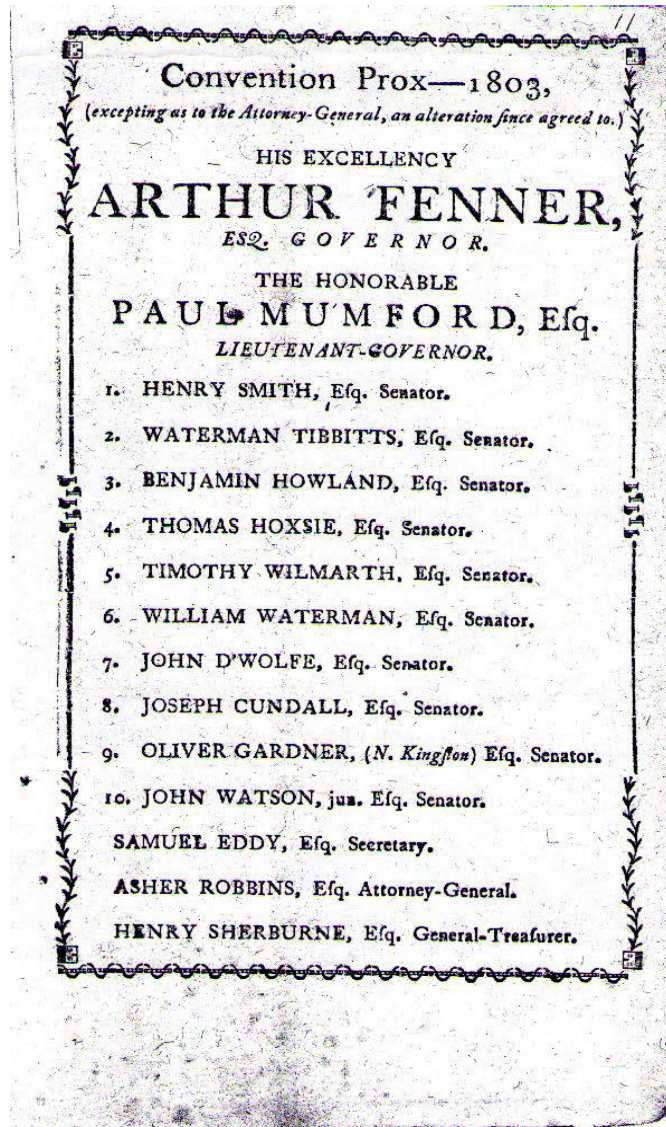 11
Convention Prox—1803,
(excepting as to the Attorney-General, an alteration ſince agreed to.)
HIS EXCELLENCY
ARTHUR FENNER,
ESQ. GOVERNOR.
THE HONORABLE
PAUL MUMFORD, Eſq.
LIEUTENANT-GOVERNOR.
1. HENRY SMITH, Eſq. Senator.
2. WATERMAN TIBBITTS, Eſq. Senator.
3. BENJAMIN HOWLAND, Eſq. Senator.
4. THOMAS HOXSIE, Eſq. Senator.
5. TIMOTHY WILMARTH, Eſq. Senator.
6. WILLIAM WATERMAN, Eſq. Senator.
7. JOHN D'WOLFE, Eſq. Senator.
8. JOSEPH CUNDALL, Eſq. Senator.
9. OLIVER GARDNER, (N. Kingſton) Eſq. Senator.
10. JOHN WATSON, jun. Eſq. Senator.
SAMUEL EDDY, Eſq. Secretary.
ASHER ROBBINS, Eſq. Attorney-General.
HENRY SHERBURNE, Eſq. General-Treaſurer.